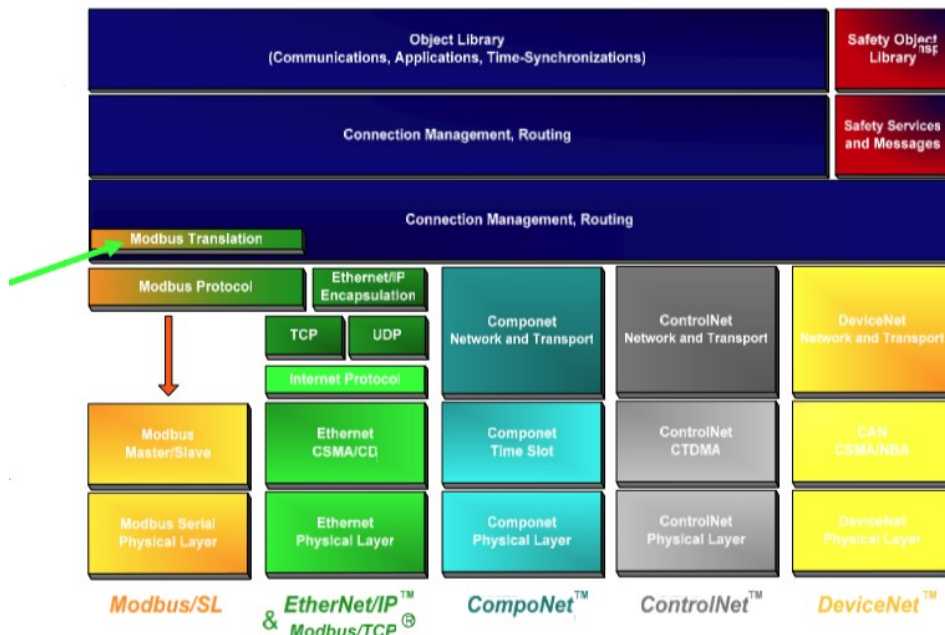 Object Library
(Communications, Applications, Time-Synchronizations)
Safety Object
nsp
Library
Connection Management, Routing
Safety Services
and Messages
Connection Management, Routing
Modbus Translation
Modbus Protocol
Ethernet/IP
Encapsulation
TCP
UDP
Internet Protocol
Componet
Network and Transport
ControlNet
Network and Transport
DeviceNet
Network and Transport
Modbus
Master/Slave
Ethernet
CSMA/CD
Componet
Time Slot
ControlNet
CTDMA
CAN
CSMA/NBA
Modbus Serial
Physical Layer
Ethernet
Physical Layer
Componet
Physical Layer
ControlNet
Physical Layer
DeviceNet
Physical Layer
Modbus/SL
EtherNet/IP™
& Modbus/TCP®
CompoNet™
ControlNet™
DeviceNet™